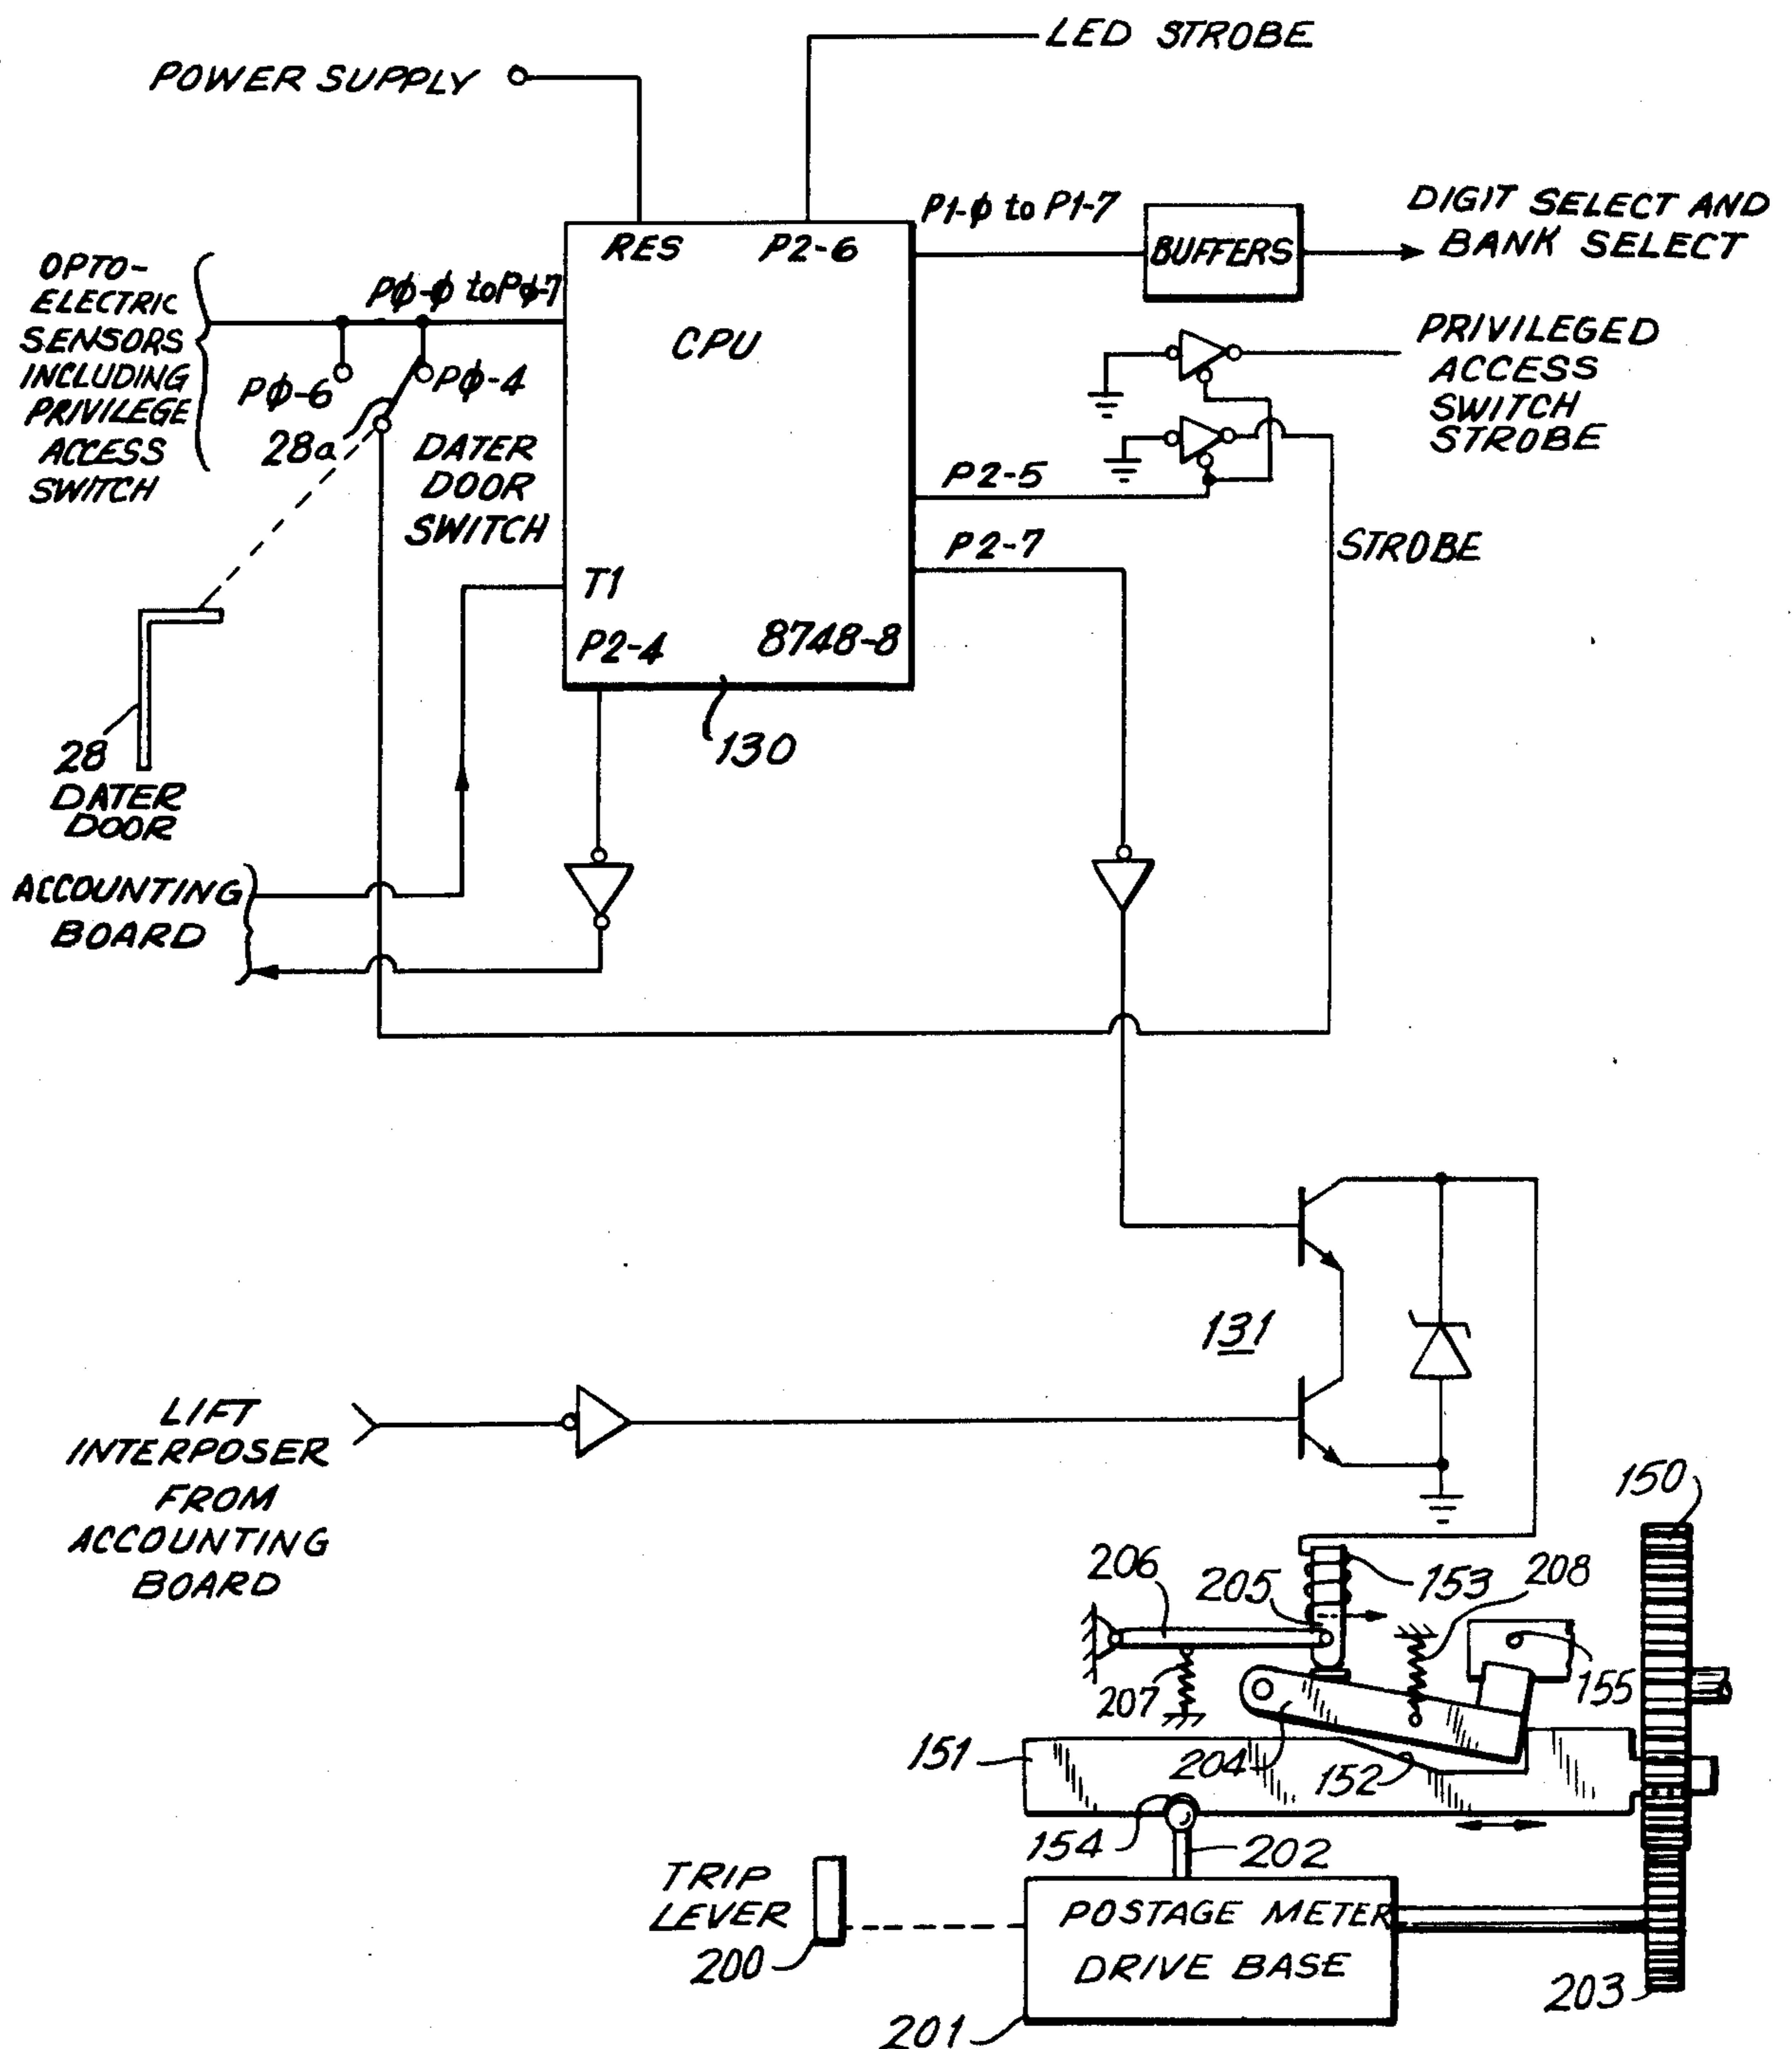 LED STROBE
POWER SUPPLY
P1-φ to P1-7
DIGIT SELECT AND
BANK SELECT
BUFFERS
RES
P2-6
OPTO-
ELECTRIC
SENSORS
INCLUDING
PRIVILEGE
ACCESS
SWITCH
Pφ-φ to Pφ-7
CPU
PRIVILEGED
ACCESS
SWITCH
STROBE
Pφ-6
Pφ-4
28a
DATER
DOOR
SWITCH
P2-5
P2-7
STROBE
T1
P2-4
8748-8
130
28
DATER
DOOR
ACCOUNTING
BOARD
131
LIFT
INTERPOSER
FROM
ACCOUNTING
BOARD
150
206
205
153
208
207
155
151
204
152
154
202
TRIP
LEVER
200
POSTAGE METER
DRIVE BASE
203
201